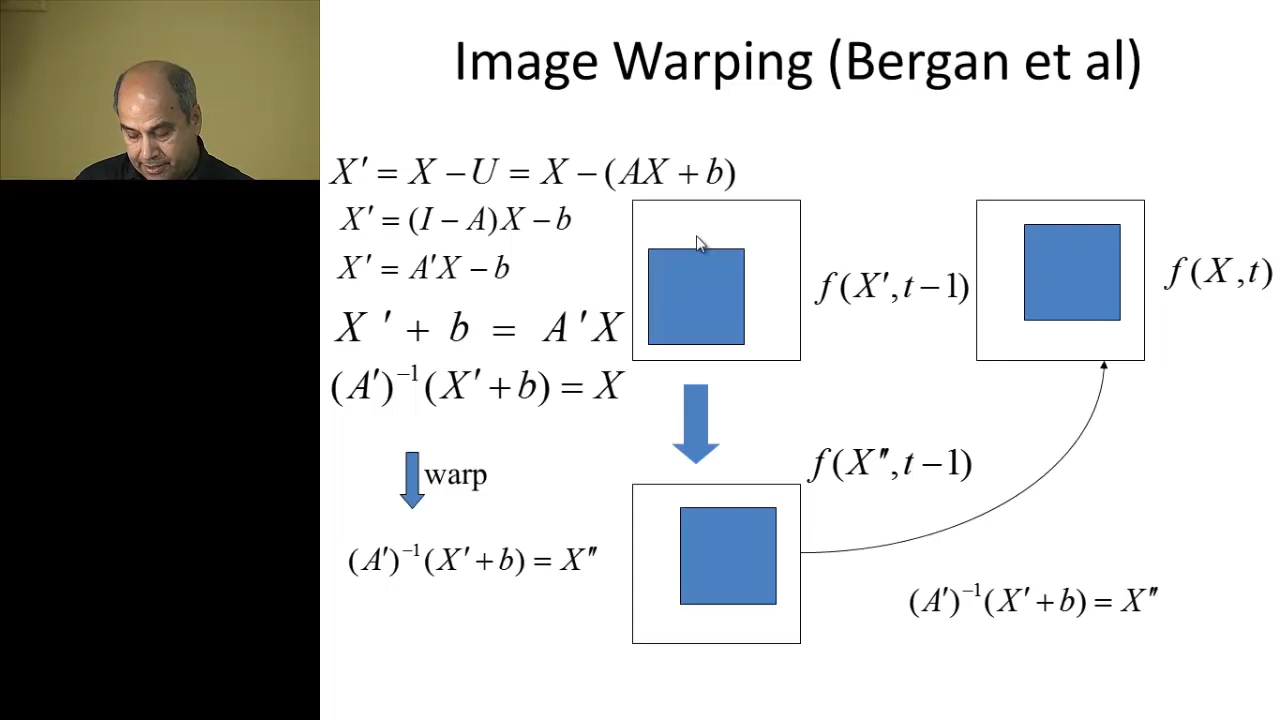 Image Warping (Bergan et al)
X′ = X − U = X − (AX + b)
X′ = (I − A)X − b
X′ = A′X − b
X ′ + b = A′X
(A′)⁻¹(X′ + b) = X
warp
(A′)⁻¹(X′ + b) = X″
f(X′, t − 1)
f(X, t)
f(X″, t − 1)
(A′)⁻¹(X′ + b) = X″